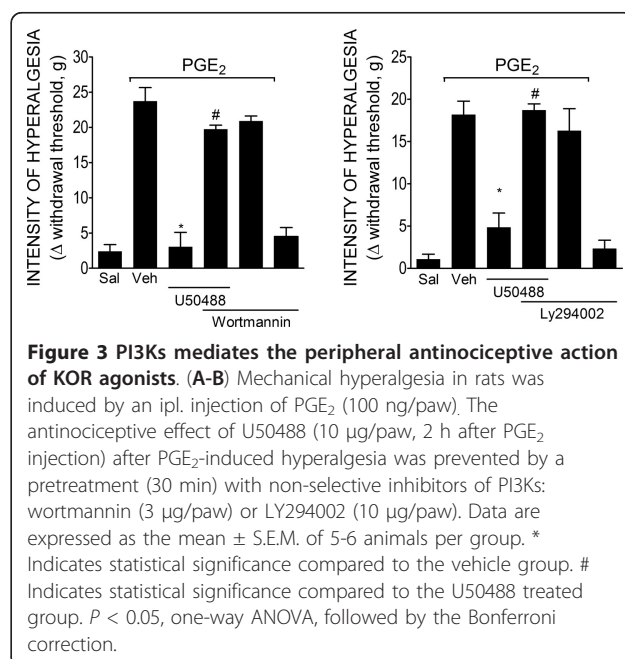 INTENSITY OF HYPERALGESIA
(Δ withdrawal threshold, g)
30
25
20
15
10
5
0
PGE₂
#
*
Sal
Veh
U50488
Wortmannin
INTENSITY OF HYPERALGESIA
(Δ withdrawal threshold, g)
25
20
15
10
5
0
PGE₂
#
*
Sal
Veh
U50488
Ly294002
Figure 3 PI3Ks mediates the peripheral antinociceptive action
of KOR agonists. (A-B) Mechanical hyperalgesia in rats was
induced by an ipl. injection of PGE₂ (100 ng/paw). The
antinociceptive effect of U50488 (10 μg/paw, 2 h after PGE₂
injection) after PGE₂-induced hyperalgesia was prevented by a
pretreatment (30 min) with non-selective inhibitors of PI3Ks:
wortmannin (3 μg/paw) or LY294002 (10 μg/paw). Data are
expressed as the mean ± S.E.M. of 5-6 animals per group. *
Indicates statistical significance compared to the vehicle group. #
Indicates statistical significance compared to the U50488 treated
group. P < 0.05, one-way ANOVA, followed by the Bonferroni
correction.